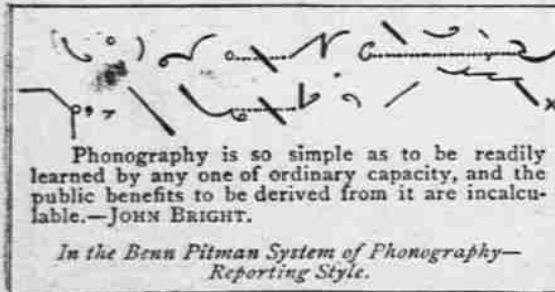 Phonography is so simple as to be readily
learned by any one of ordinary capacity, and the
public benefits to be derived from it are incalcu-
lable.—JOHN BRIGHT.
In the Benn Pitman System of Phonography—
Reporting Style.